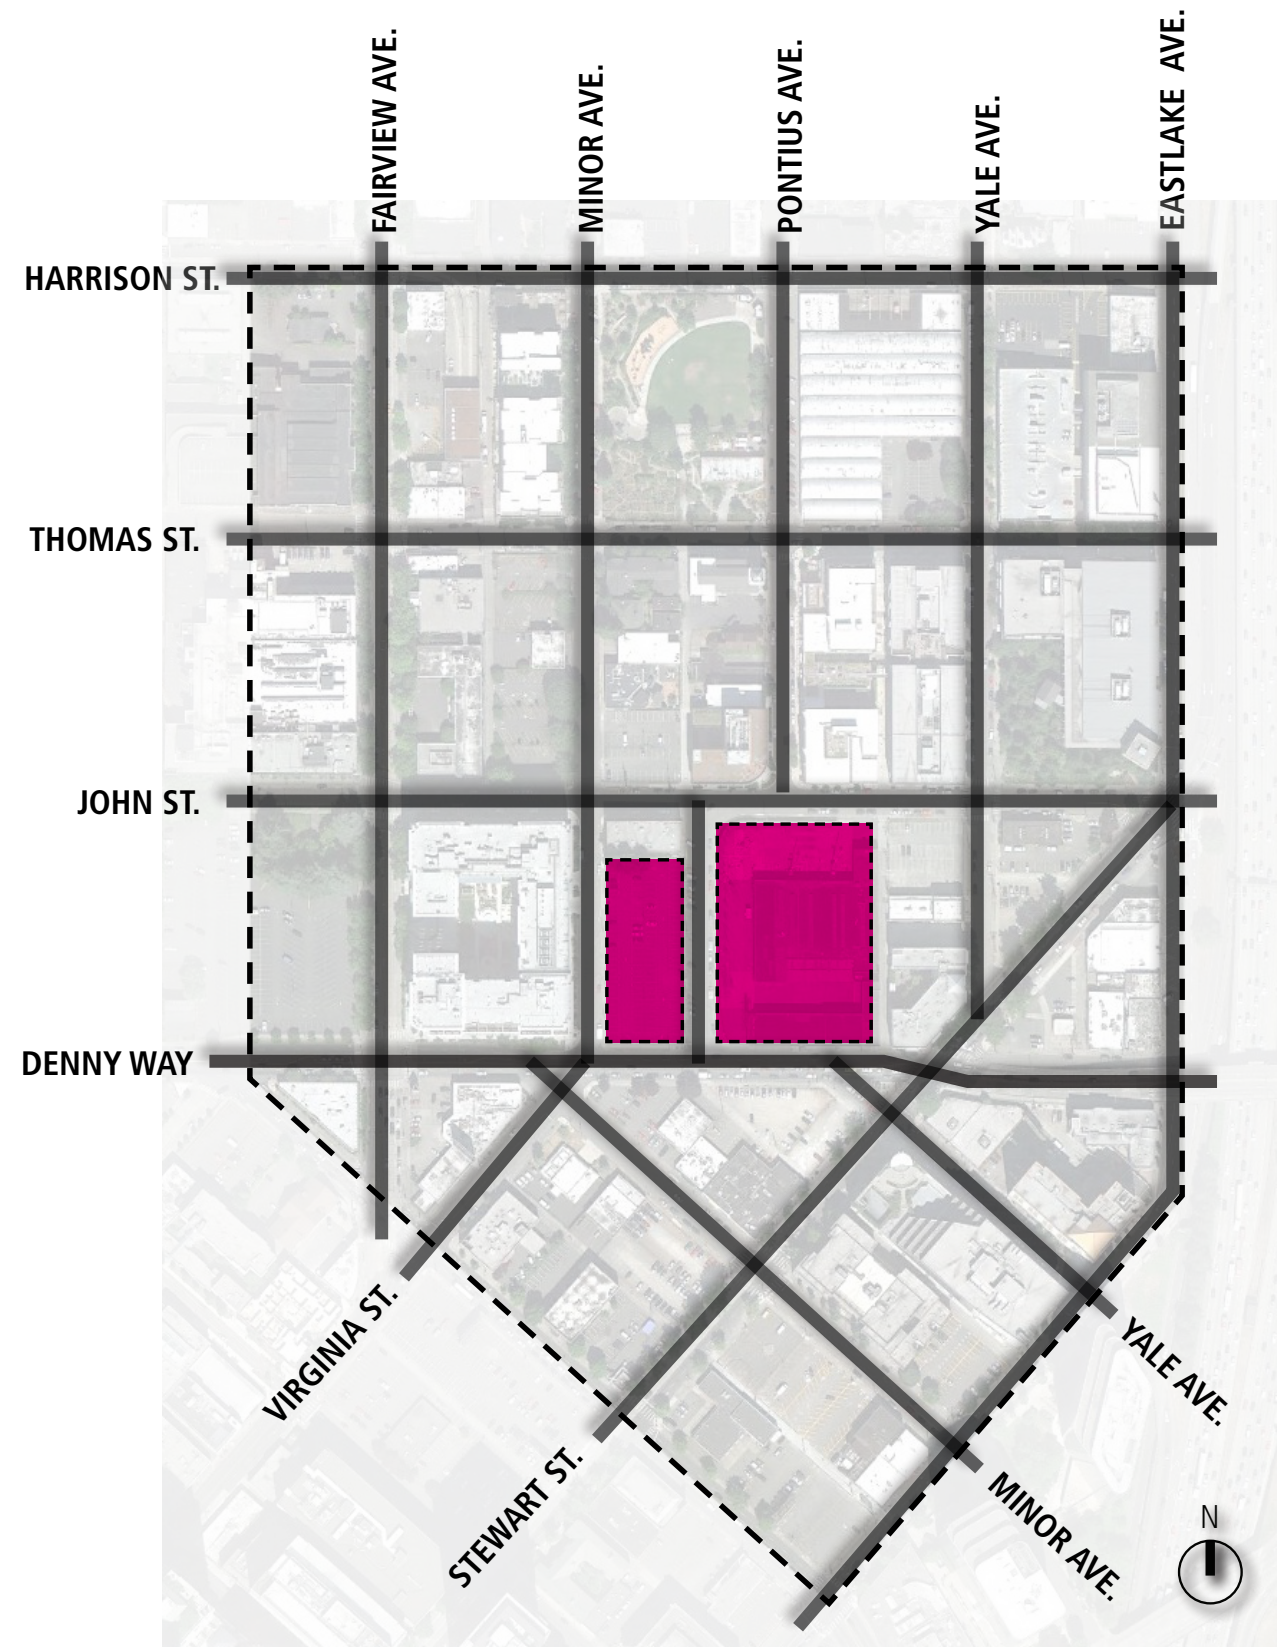 FAIRVIEW AVE.
MINOR AVE.
PONTIUS AVE.
YALE AVE.
EASTLAKE AVE.
HARRISON ST.
THOMAS ST.
JOHN ST.
DENNY WAY
VIRGINIA ST.
STEWART ST.
YALE AVE.
MINOR AVE.
N